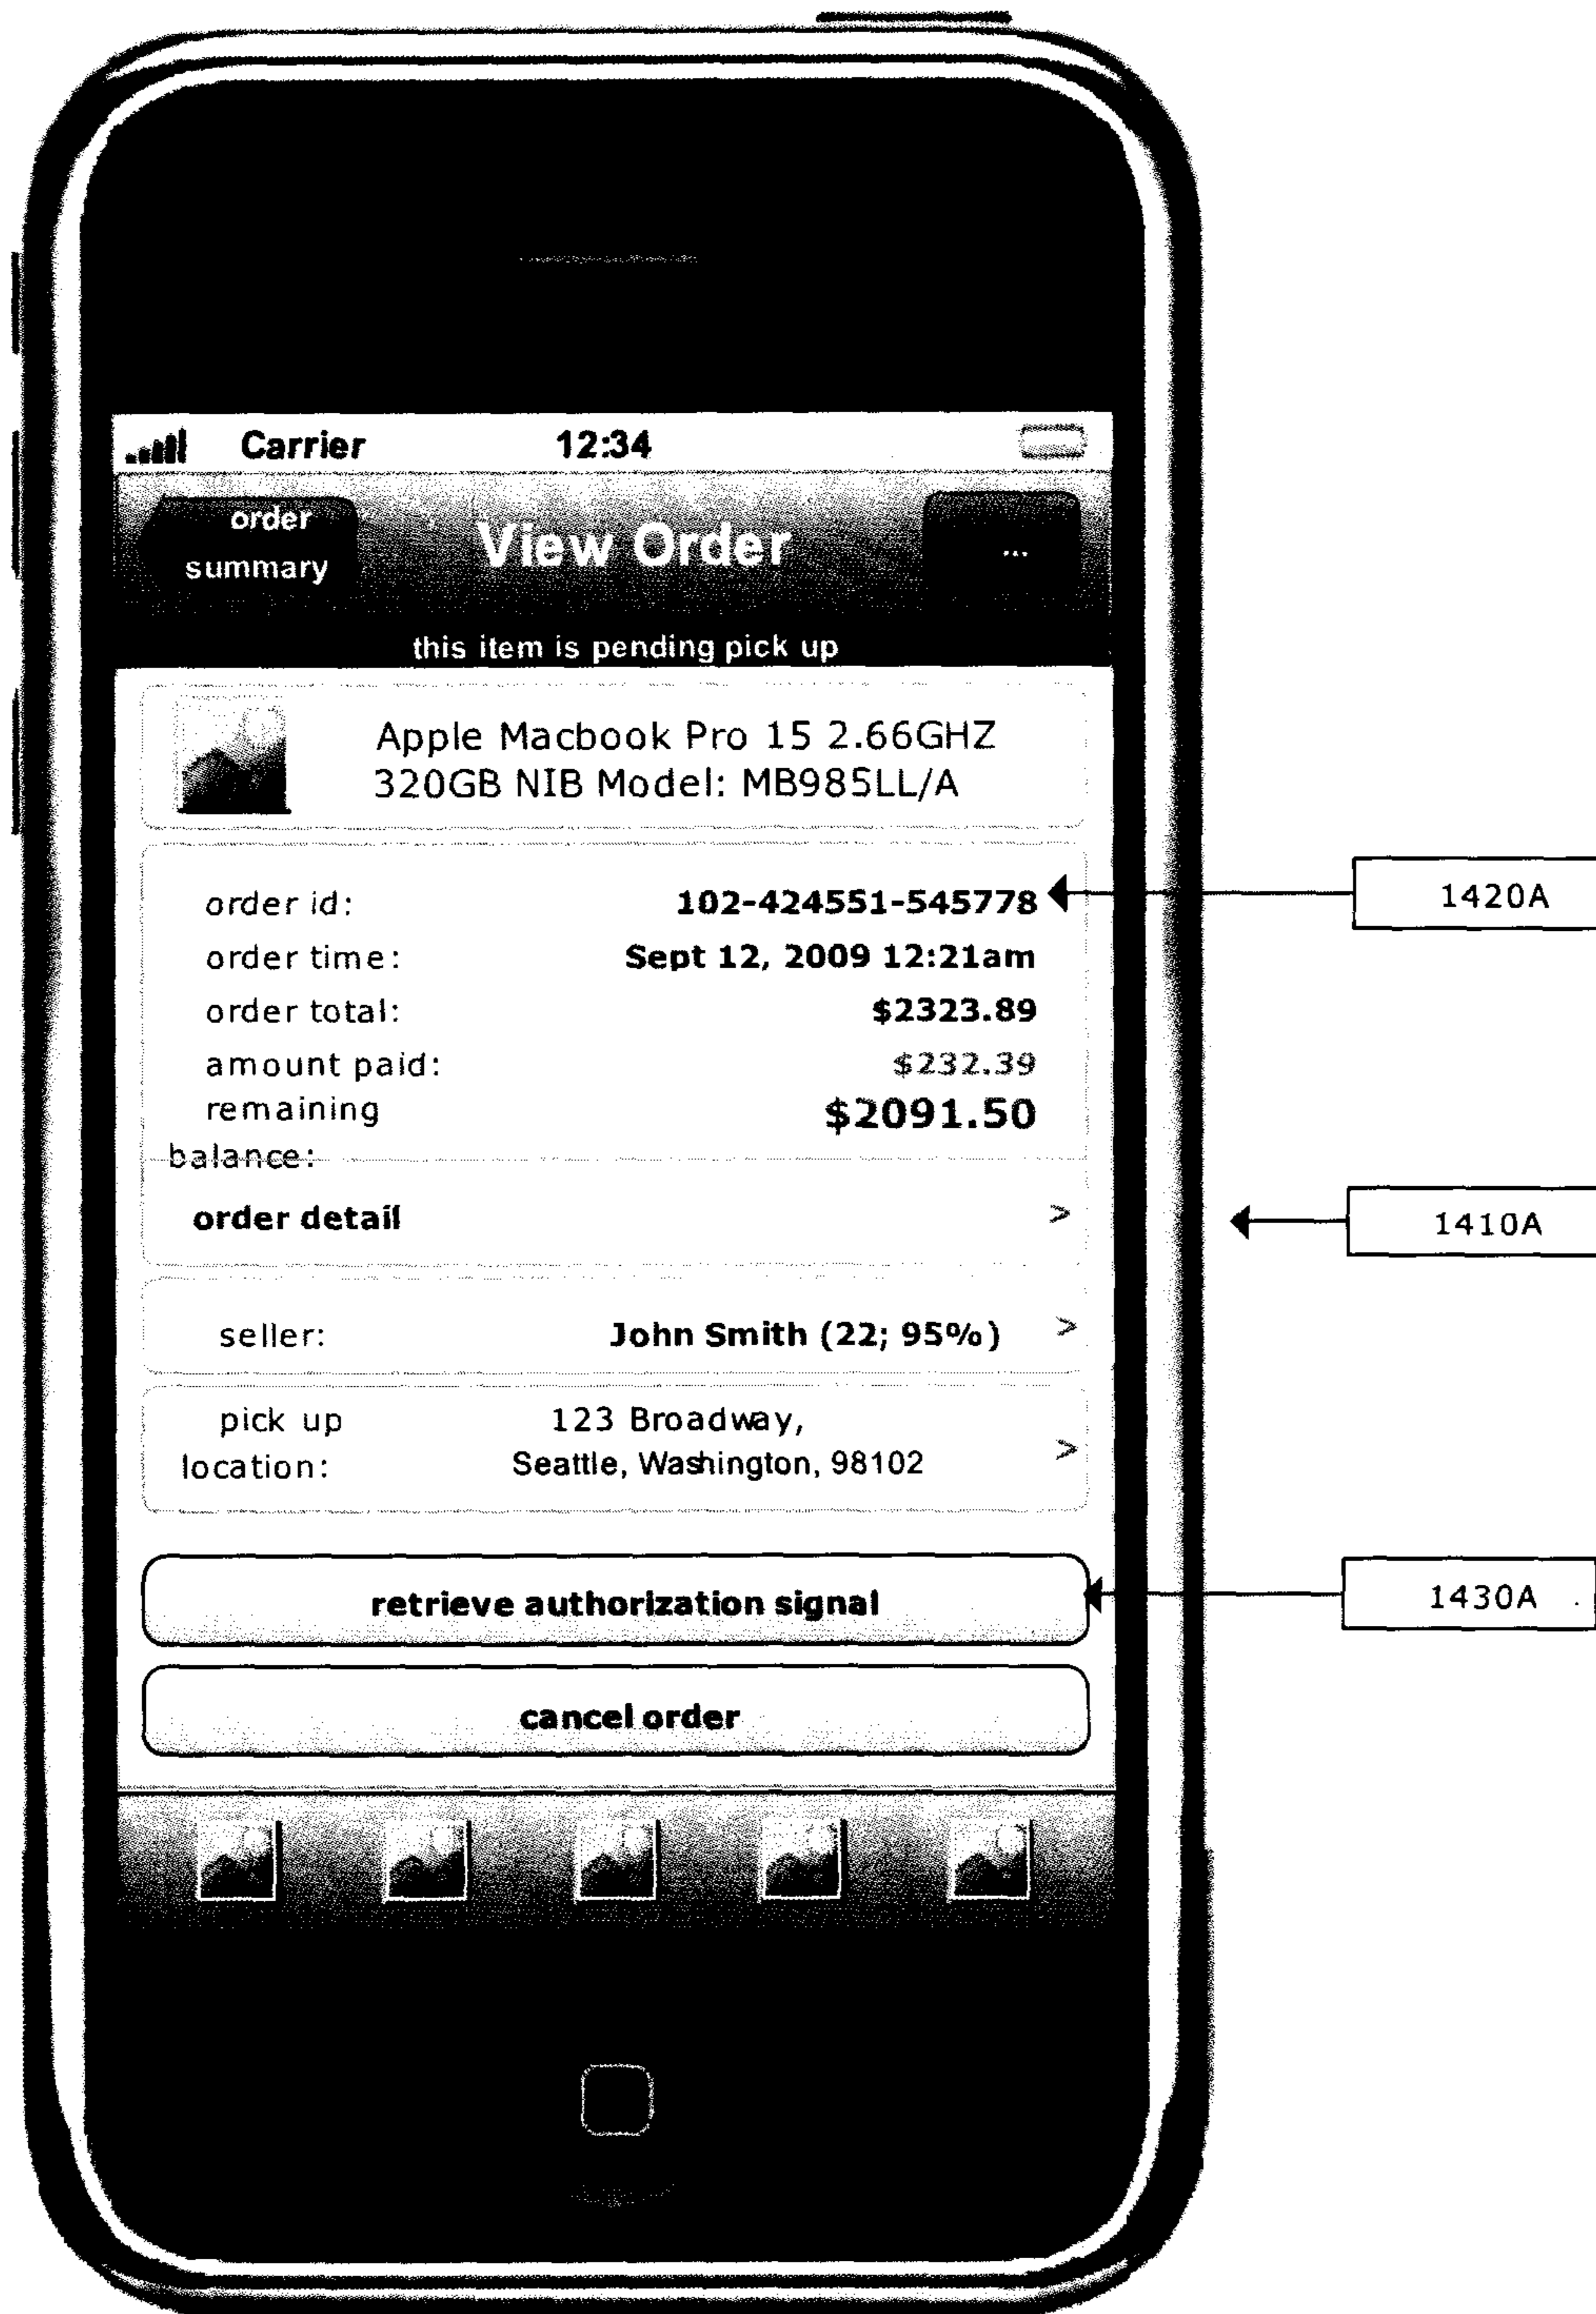 Carrier 12:34
order
summary
View Order
...
this item is pending pick up
Apple Macbook Pro 15 2.66GHZ
320GB NIB Model: MB985LL/A
order id: 102-424551-545778
order time: Sept 12, 2009 12:21am
order total: $2323.89
amount paid: $232.39
remaining $2091.50
balance:
order detail >
seller: John Smith (22; 95%) >
pick up 123 Broadway,
location: Seattle, Washington, 98102 >
retrieve authorization signal
cancel order
1420A
1410A
1430A